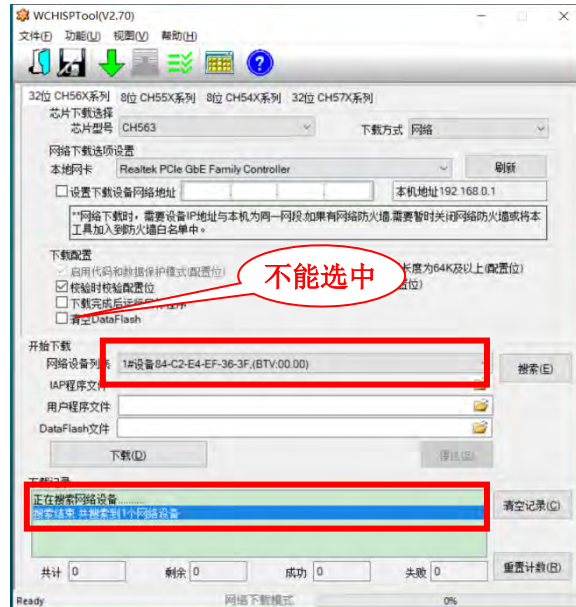 WCHISPTool(V2.70)
文件(F) 功能(U) 视图(V) 帮助(H)
32位 CH56X系列 8位 CH55X系列 8位 CH54X系列 32位 CH57X系列
芯片下载选择
芯片型号 CH563 下载方式 网络
网络下载选项设置
本地网卡 Realtek PCIe GbE Family Controller 刷新
设置下载设备网络地址 本机地址192.168.0.1
**网络下载时，需要设备IP地址与本机为同一网段.如果有网络防火墙.需要暂时关闭网络防火墙或将本
工具加入到防火墙白名单中。
下载配置
启用代码和数据保护模式(配置位) 长度为64K及以上(配置位)
不能选中
校验时校验配置位 置位)
下载完成后运行 程序
清空DataFlash
开始下载
网络设备列表 1#设备84-C2-E4-EF-36-3F,(BTV:00.00) 搜索(E)
IAP程序文件
用户程序文件
DataFlash文件
下载(D) 停止(S)
下载记录
正在搜索网络设备..........
搜索结束,共搜索到1个网络设备 清空记录(C)
共计 0 剩余 0 成功 0 失败 0 重置计数(R)
Ready 网络下载模式 0%